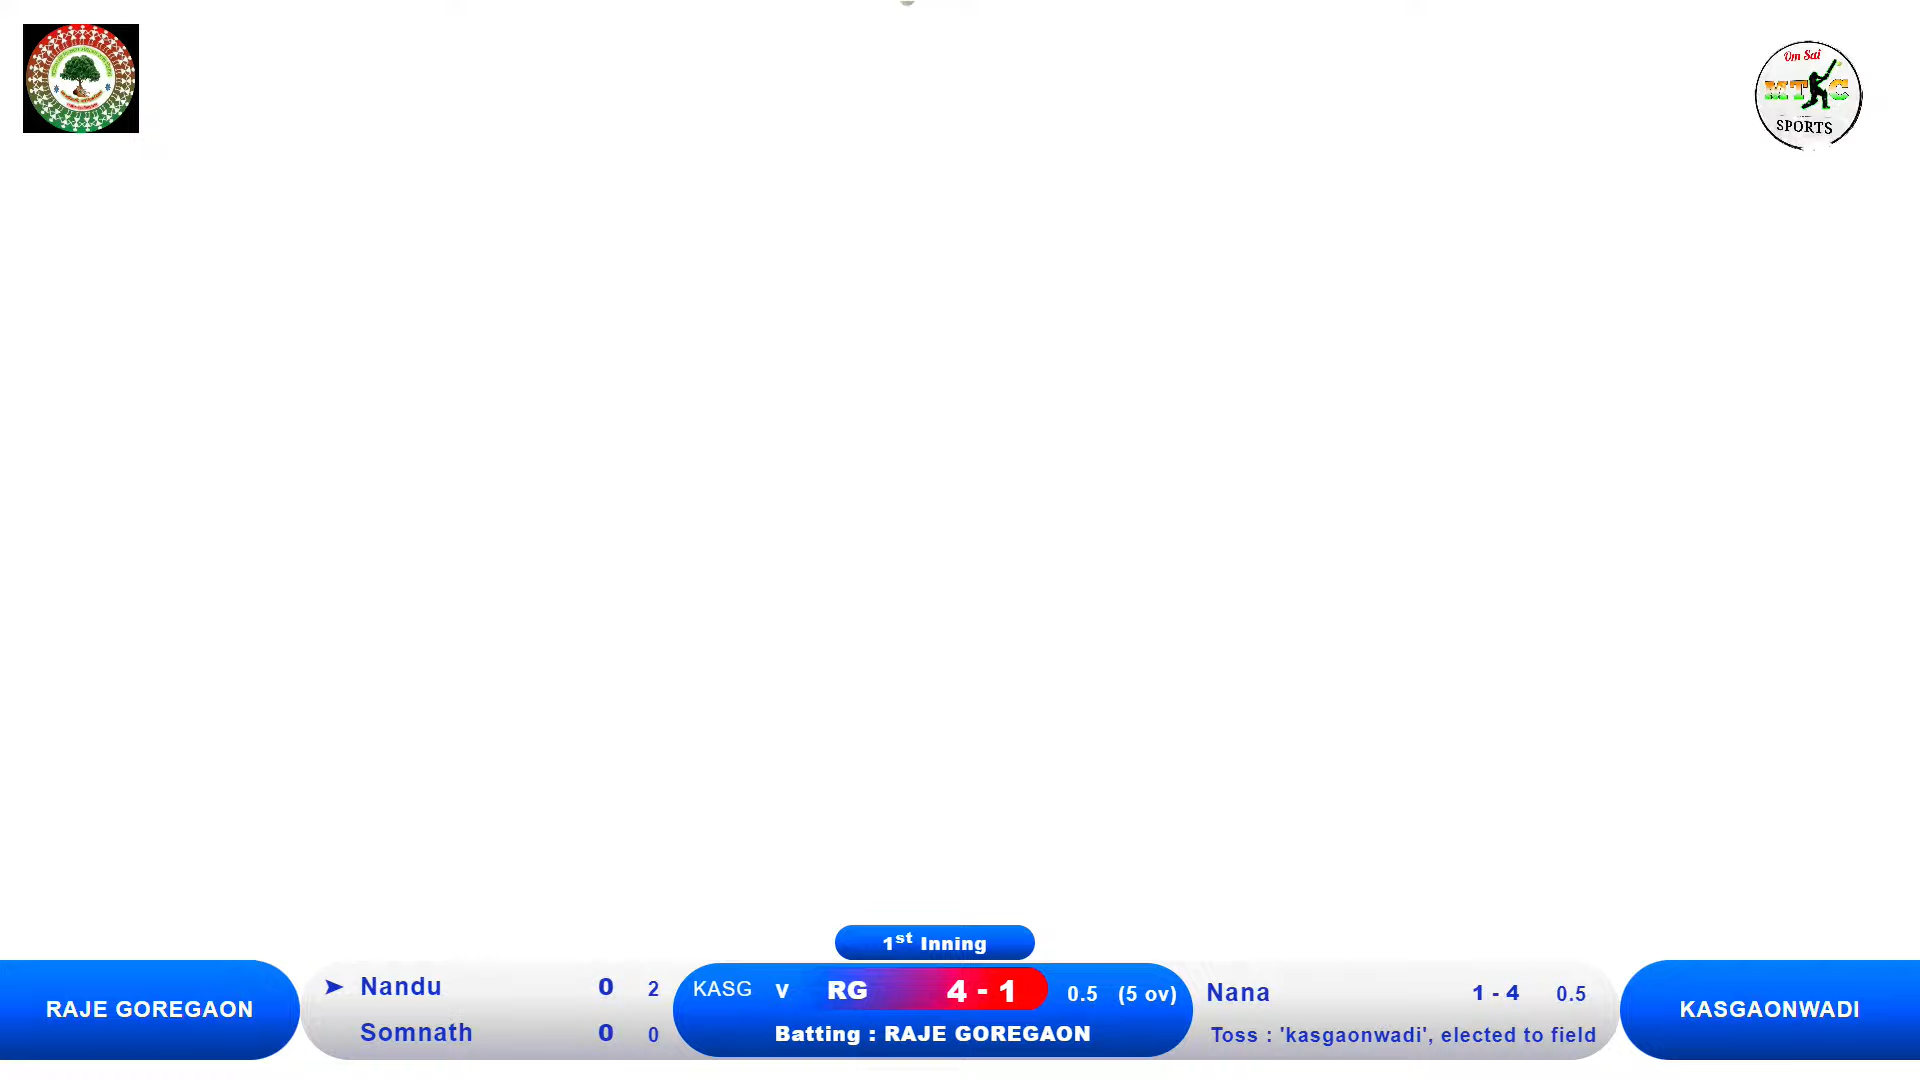 Om Sai
MTSC
SPORTS
1st Inning
RAJE GOREGAON
➤ Nandu 0 2
Somnath 0 0
KASG v RG 4 - 1 0.5 (5 ov)
Batting : RAJE GOREGAON
Nana 1 - 4 0.5
Toss : 'kasgaonwadi', elected to field
KASGAONWADI